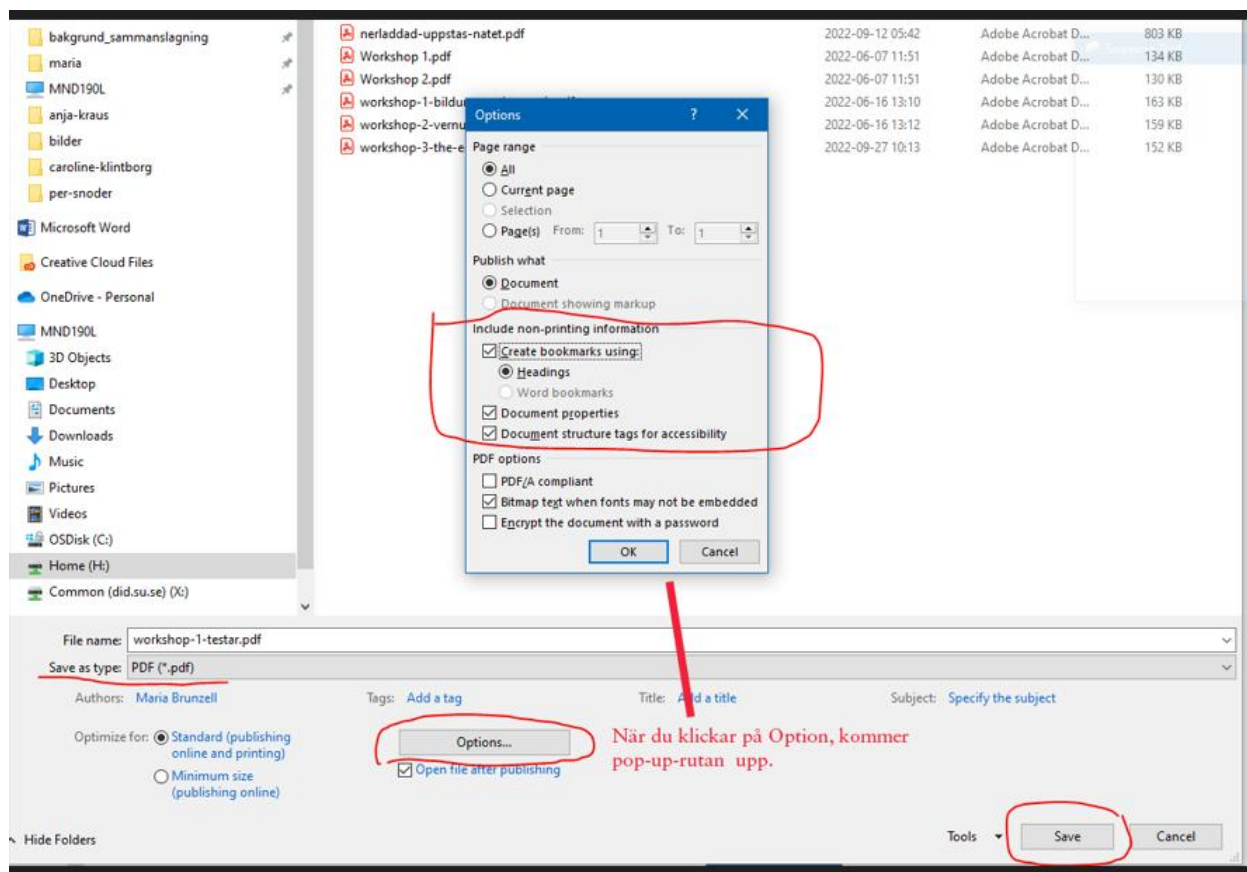 bakgrund_sammanslagning
maria
MND190L
anja-kraus
bilder
caroline-klintborg
per-snoder
Microsoft Word
Creative Cloud Files
OneDrive - Personal
MND190L
3D Objects
Desktop
Documents
Downloads
Music
Pictures
Videos
OSDisk (C:)
Home (H:)
Common (did.su.se) (X:)
nerladdad-uppstas-natet.pdf 2022-09-12 05:42 Adobe Acrobat D... 803 KB
Workshop 1.pdf 2022-06-07 11:51 Adobe Acrobat D... 134 KB
Workshop 2.pdf 2022-06-07 11:51 Adobe Acrobat D... 130 KB
workshop-1-bildu 2022-06-16 13:10 Adobe Acrobat D... 163 KB
workshop-2-vernu 2022-06-16 13:12 Adobe Acrobat D... 159 KB
workshop-3-the-e 2022-09-27 10:13 Adobe Acrobat D... 152 KB
Options ?
Page range
All
Current page
Selection
Page(s) From: 1 To: 1
Publish what
Document
Document showing markup
Include non-printing information
Create bookmarks using:
Headings
Word bookmarks
Document properties
Document structure tags for accessibility
PDF options
PDF/A compliant
Bitmap text when fonts may not be embedded
Encrypt the document with a password
OK Cancel
File name: workshop-1-testar.pdf
Save as type: PDF (*.pdf)
Authors: Maria Brunzell Tags: Add a tag Title: Add a title Subject: Specify the subject
Optimize for: Standard (publishing
online and printing)
Minimum size
(publishing online)
Options...
Open file after publishing
När du klickar på Option, kommer
pop-up-rutan upp.
Hide Folders Tools Save Cancel